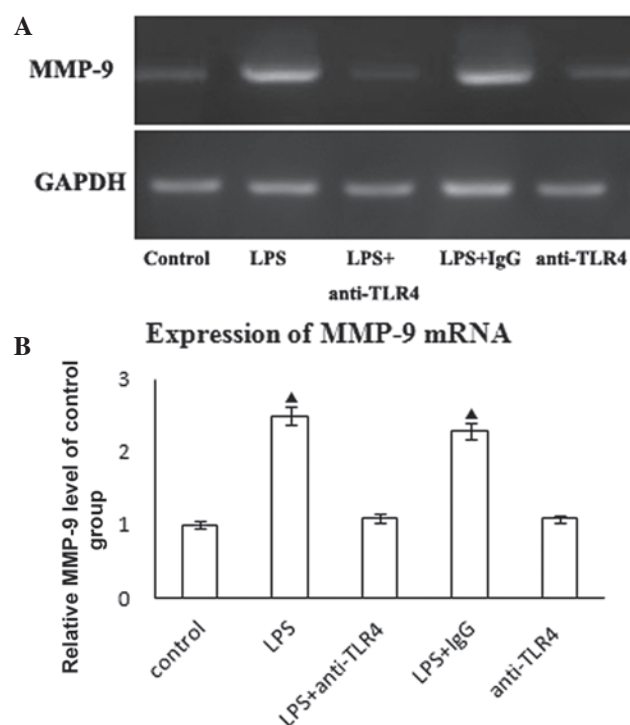 A
MMP-9
GAPDH
Control LPS LPS+ LPS+IgG anti-TLR4
anti-TLR4
B
Expression of MMP-9 mRNA
Relative MMP-9 level of control
group
3
2
1
0
control LPS LPS+anti-TLR4 LPS+IgG anti-TLR4